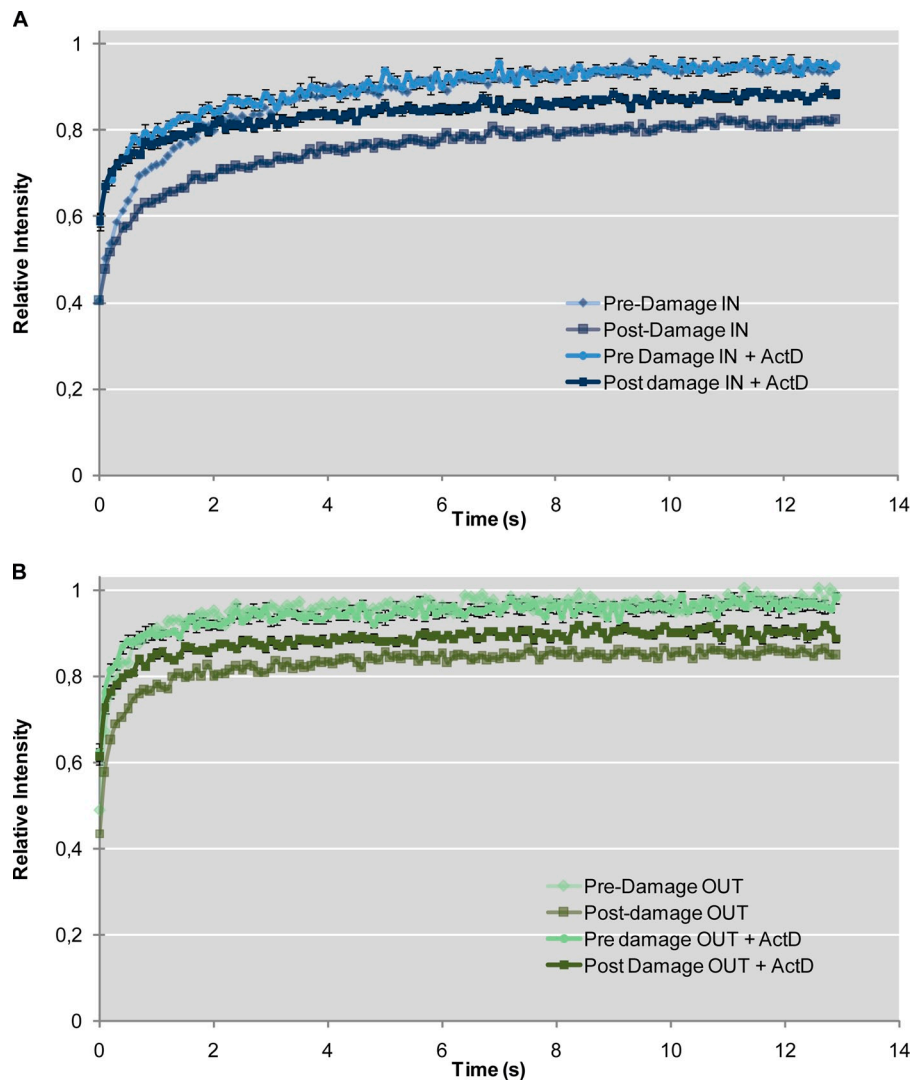 A
1
0,8
0,6
0,4
0,2
0
Relative Intensity
Pre-Damage IN
Post-Damage IN
Pre Damage IN + ActD
Post damage IN + ActD
0 2 4 6 8 10 12 14
Time (s)
B
1
0,8
0,6
0,4
0,2
0
Relative Intensity
Pre-Damage OUT
Post-damage OUT
Pre damage OUT + ActD
Post Damage OUT + ActD
0 2 4 6 8 10 12 14
Time (s)